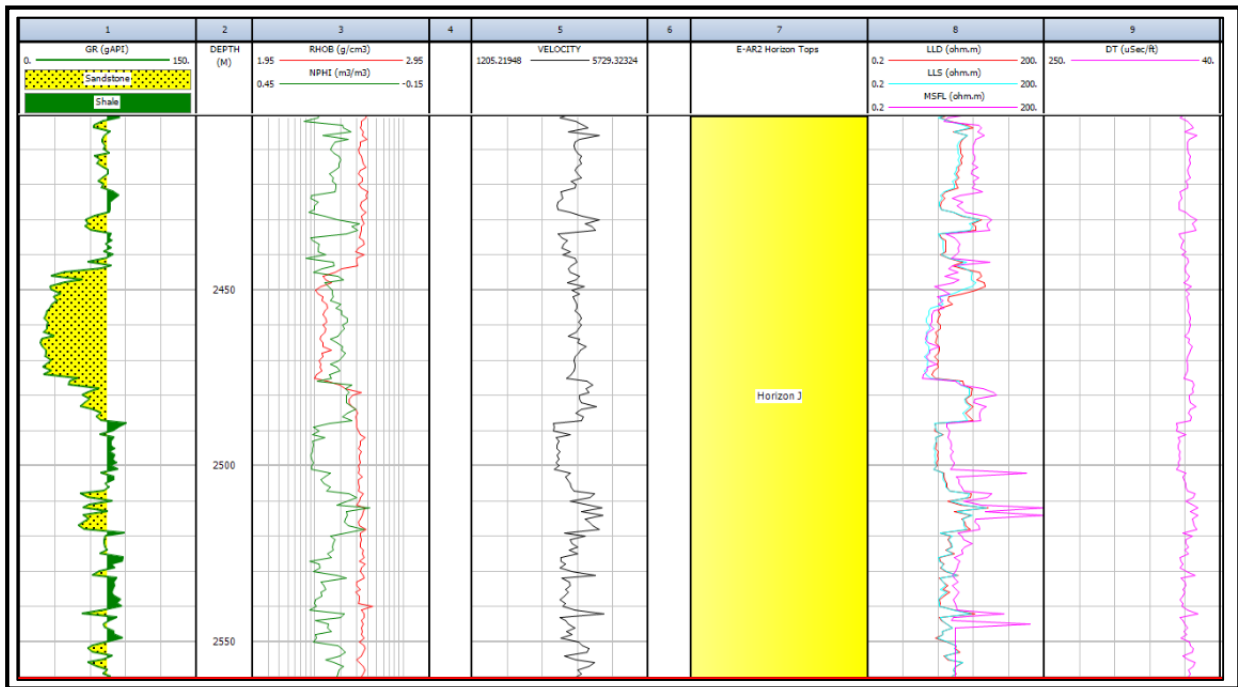 1 2 3 4 5 6 7 8 9
GR (gAPI)
0. 150.
Sandstone
Shale
DEPTH
(M)
RHOB (g/cm3)
1.95 2.95
NPHI (m3/m3)
0.45 -0.15
VELOCITY
1205.21948 5729.32324
E-AR2 Horizon Tops
LLD (ohm.m)
0.2 200.
LLS (ohm.m)
0.2 200.
MSFL (ohm.m)
0.2 200.
DT (uSec/ft)
250. 40.
2450
Horizon J
2500
2550